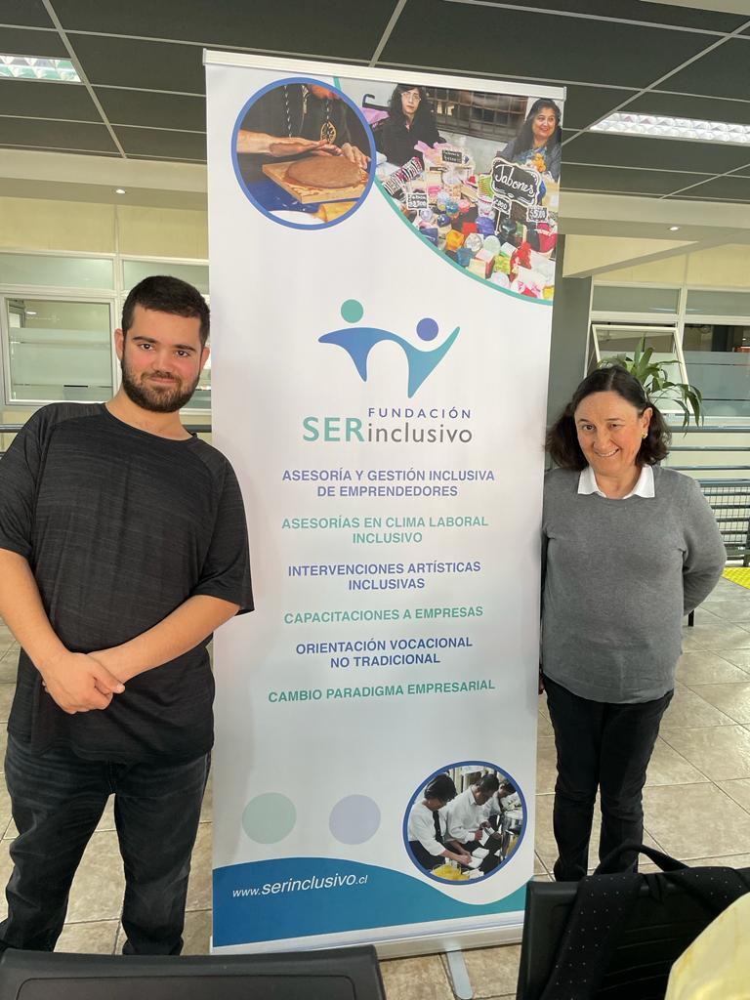 Jabones
FUNDACIÓN
SERinclusivo
ASESORÍA Y GESTIÓN INCLUSIVA
DE EMPRENDEDORES
ASESORÍAS EN CLIMA LABORAL
INCLUSIVO
INTERVENCIONES ARTÍSTICAS
INCLUSIVAS
CAPACITACIONES A EMPRESAS
ORIENTACIÓN VOCACIONAL
NO TRADICIONAL
CAMBIO PARADIGMA EMPRESARIAL
www.serinclusivo.cl